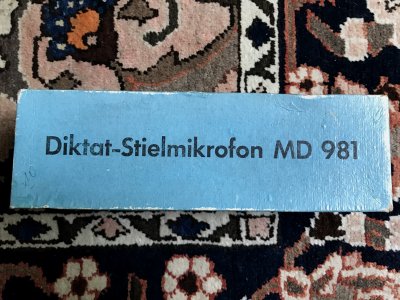 Diktat-Stielmikrofon MD 981